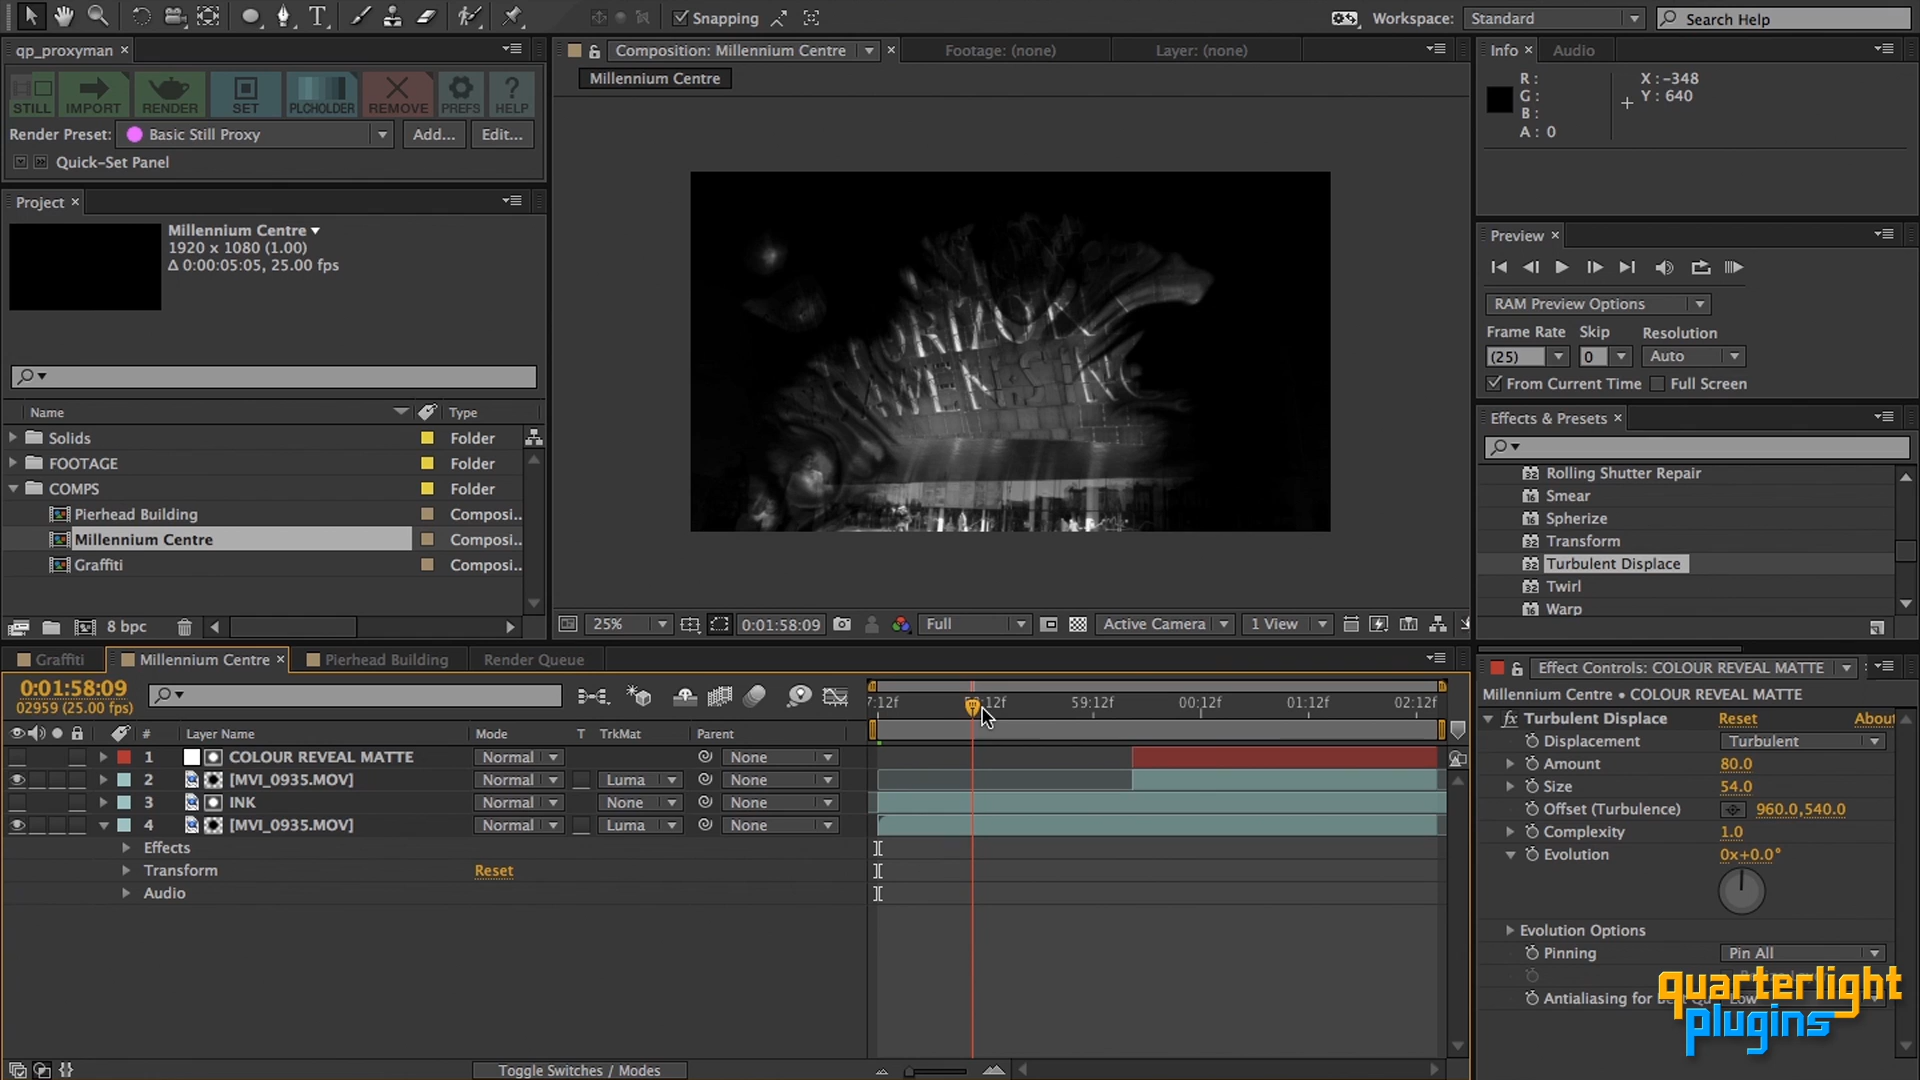 Snapping
Workspace:
Standard
Search Help
qp_proxyman
STILL
IMPORT
RENDER
SET
PLCHOLDER
REMOVE
PREFS
HELP
Render Preset:
Basic Still Proxy
Add...
Edit...
Quick-Set Panel
Project
Millennium Centre
1920 x 1080 (1.00)
Δ 0:00:05:05, 25.00 fps
Name
Type
Solids
Folder
FOOTAGE
Folder
COMPS
Folder
Pierhead Building
Composi..
Millennium Centre
Composi..
Graffiti
Composi..
8 bpc
Composition: Millennium Centre
Footage: (none)
Layer: (none)
Millennium Centre
25%
0:01:58:09
Full
Active Camera
1 View
Info
Audio
R :
G :
B :
A : 0
X : -348
Y : 640
Preview
RAM Preview Options
Frame Rate
Skip
Resolution
(25)
0
Auto
From Current Time
Full Screen
Effects & Presets
Rolling Shutter Repair
Smear
Spherize
Transform
Turbulent Displace
Twirl
Warp
Graffiti
Millennium Centre
Pierhead Building
Render Queue
0:01:58:09
02959 (25.00 fps)
7:12f
:12f
59:12f
00:12f
01:12f
02:12f
#
Layer Name
Mode
T
TrkMat
Parent
1
COLOUR REVEAL MATTE
Normal
None
2
[MVI_0935.MOV]
Normal
Luma
None
3
INK
Normal
None
None
4
[MVI_0935.MOV]
Normal
Luma
None
Effects
Transform
Reset
Audio
Toggle Switches / Modes
Effect Controls: COLOUR REVEAL MATTE
Millennium Centre • COLOUR REVEAL MATTE
fx Turbulent Displace
Reset
About
Displacement
Turbulent
Amount
80.0
Size
54.0
Offset (Turbulence)
960.0,540.0
Complexity
1.0
Evolution
0x+0.0°
Evolution Options
Pinning
Pin All
Antialiasing for
Low
quarterlight
plugins